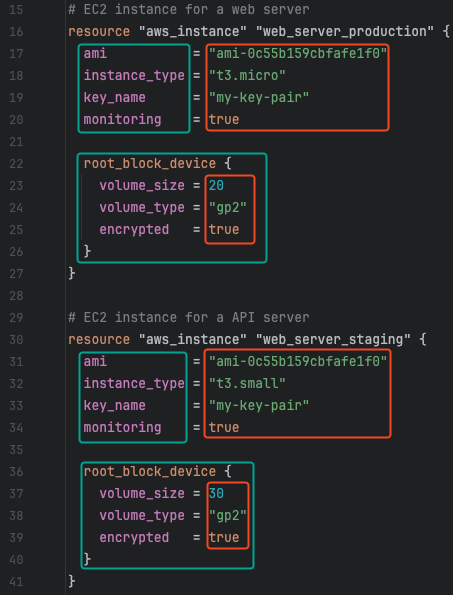 15 # EC2 instance for a web server
16 resource "aws_instance" "web_server_production" {
17 ami = "ami-0c55b159cbfafe1f0"
18 instance_type = "t3.micro"
19 key_name = "my-key-pair"
20 monitoring = true
21
22 root_block_device {
23 volume_size = 20
24 volume_type = "gp2"
25 encrypted = true
26 }
27 }
28
29 # EC2 instance for a API server
30 resource "aws_instance" "web_server_staging" {
31 ami = "ami-0c55b159cbfafe1f0"
32 instance_type = "t3.small"
33 key_name = "my-key-pair"
34 monitoring = true
35
36 root_block_device {
37 volume_size = 30
38 volume_type = "gp2"
39 encrypted = true
40 }
41 }